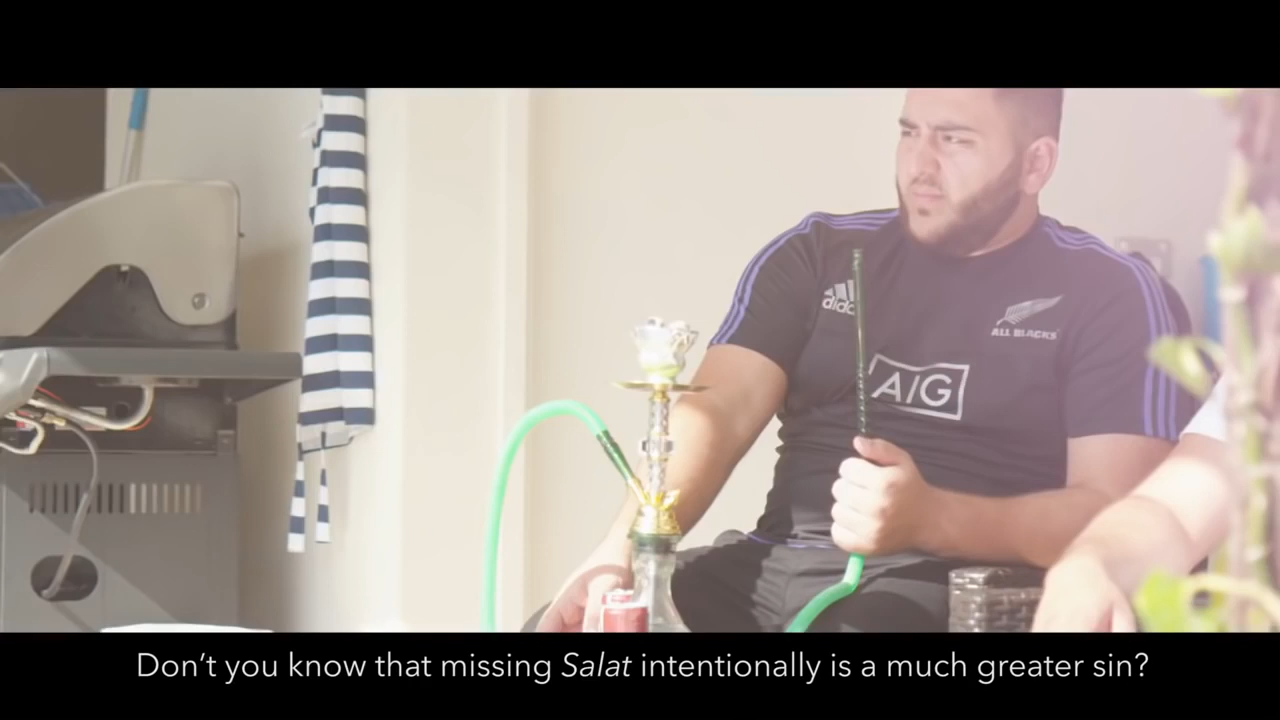 adidas
ALL BLACKS
AIG
Don't you know that missing Salat intentionally is a much greater sin?